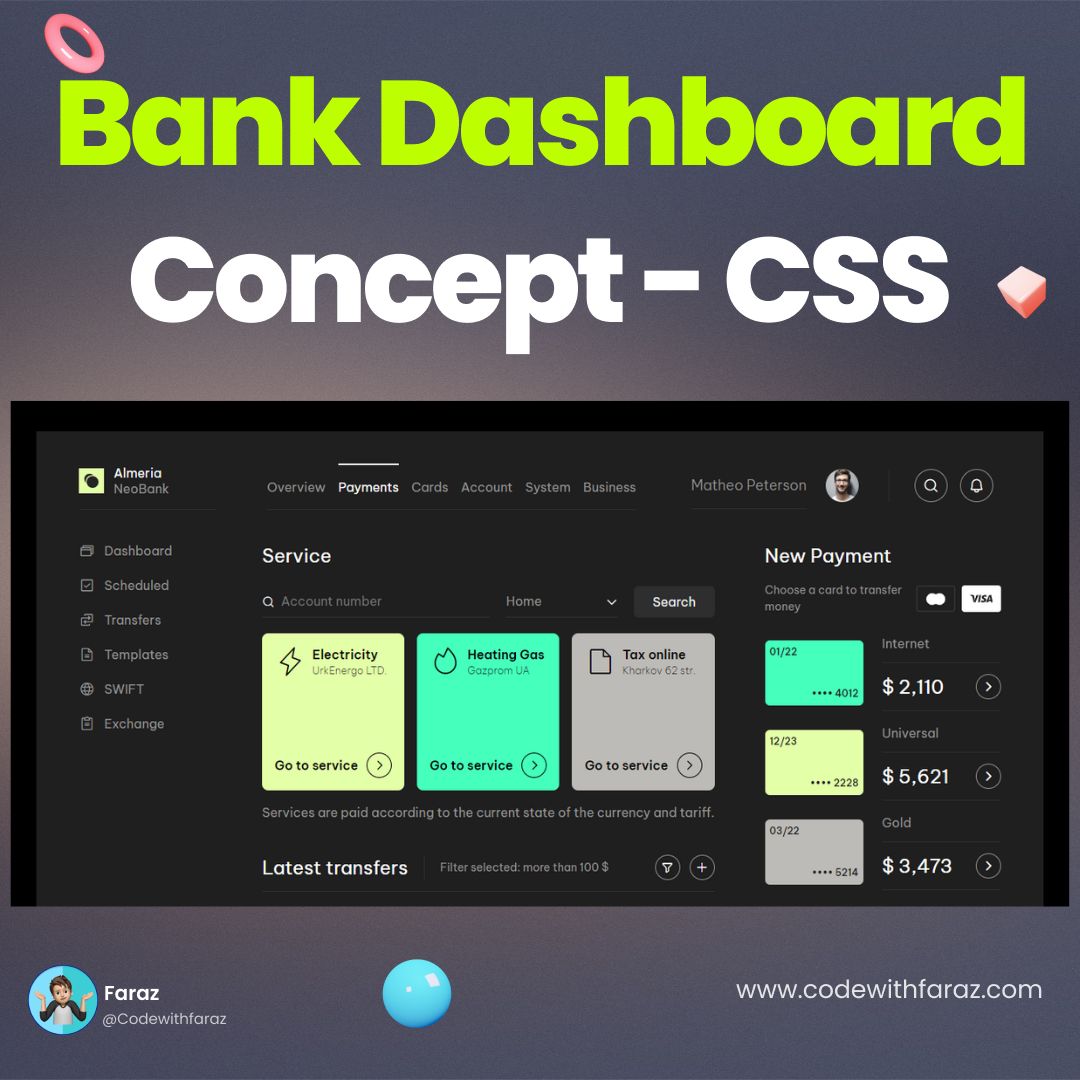 Bank Dashboard
Concept - CSS
Almeria
NeoBank
Overview Payments Cards Account System Business
Matheo Peterson
Dashboard
Scheduled
Transfers
Templates
SWIFT
Exchange
Service
Account number
Home
Search
Electricity
UrkEnergo LTD.
Go to service
Heating Gas
Gazprom UA
Go to service
Tax online
Kharkov 62 str.
Go to service
Services are paid according to the current state of the currency and tariff.
Latest transfers
Filter selected: more than 100 $
New Payment
Choose a card to transfer
money
VISA
01/22
•••• 4012
Internet
$ 2,110
12/23
•••• 2228
Universal
$ 5,621
03/22
•••• 5214
Gold
$ 3,473
Faraz
@Codewithfaraz
www.codewithfaraz.com